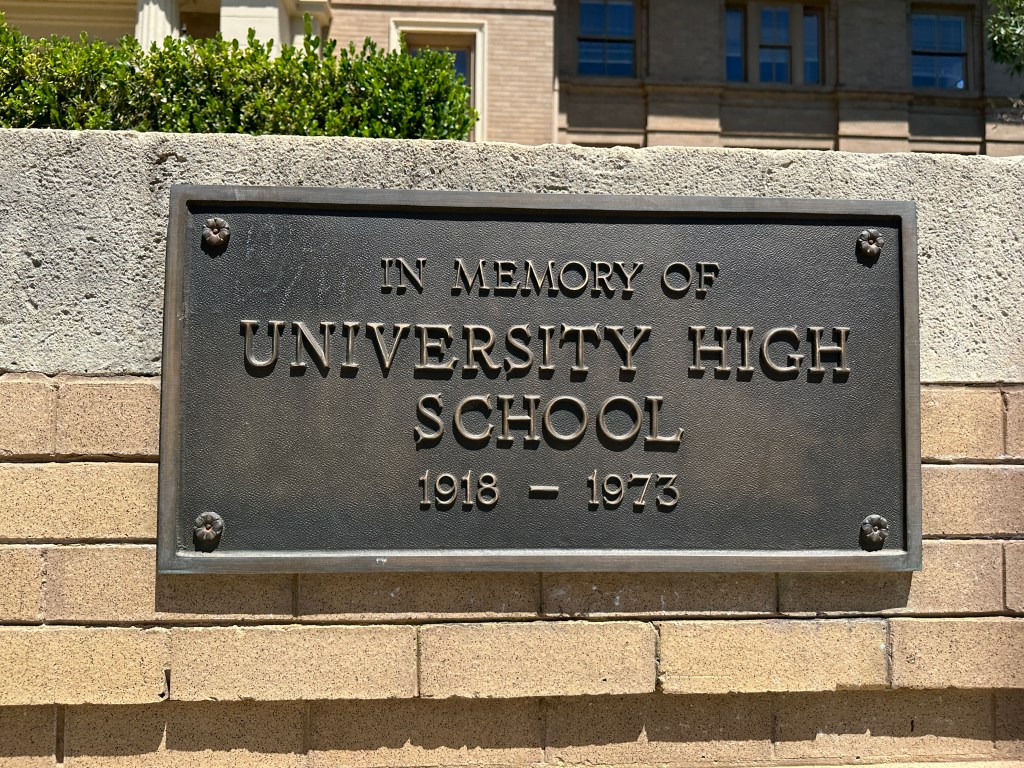 IN MEMORY OF
UNIVERSITY HIGH
SCHOOL
1918 – 1973